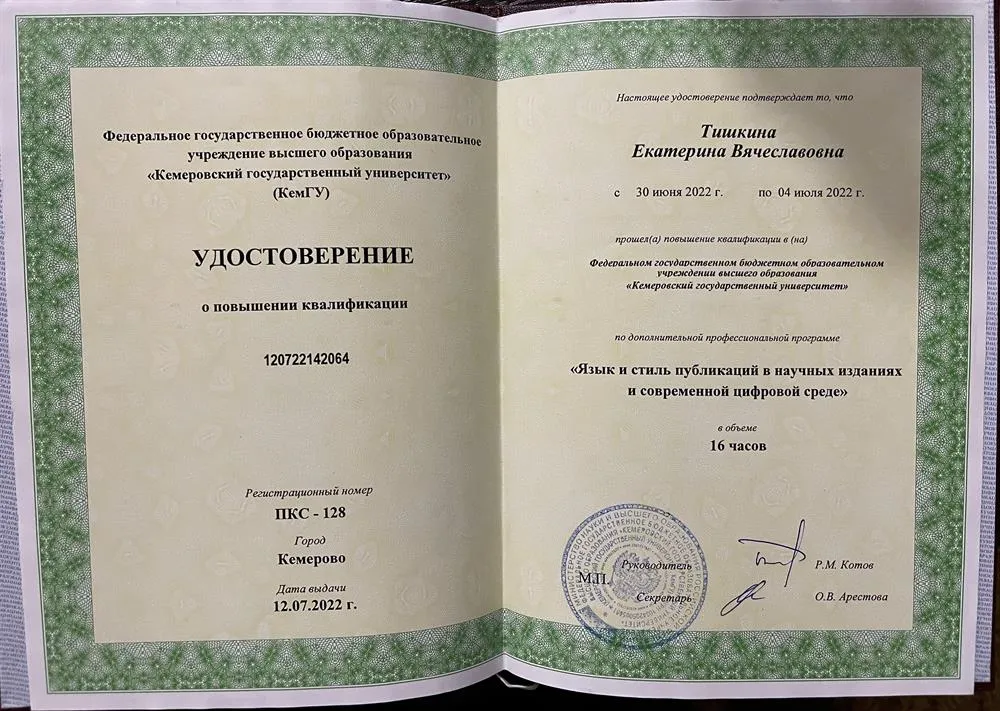 Федеральное государственное бюджетное образовательное
учреждение высшего образования
«Кемеровский государственный университет»
(КемГУ)
УДОСТОВЕРЕНИЕ
о повышении квалификации
120722142064
Регистрационный номер
ПКС - 128
Город
Кемерово
Дата выдачи
12.07.2022 г.
Настоящее удостоверение подтверждает то, что
Тишкина
Екатерина Вячеславовна
с 30 июня 2022 г. по 04 июля 2022 г.
прошел(а) повышение квалификации в (на)
Федеральном государственном бюджетном образовательном
учреждении высшего образования
«Кемеровский государственный университет»
по дополнительной профессиональной программе
«Язык и стиль публикаций в научных изданиях
и современной цифровой среде»
в объеме
16 часов
Руководитель Р.М. Котов
М.П.
Секретарь О.В. Арестова